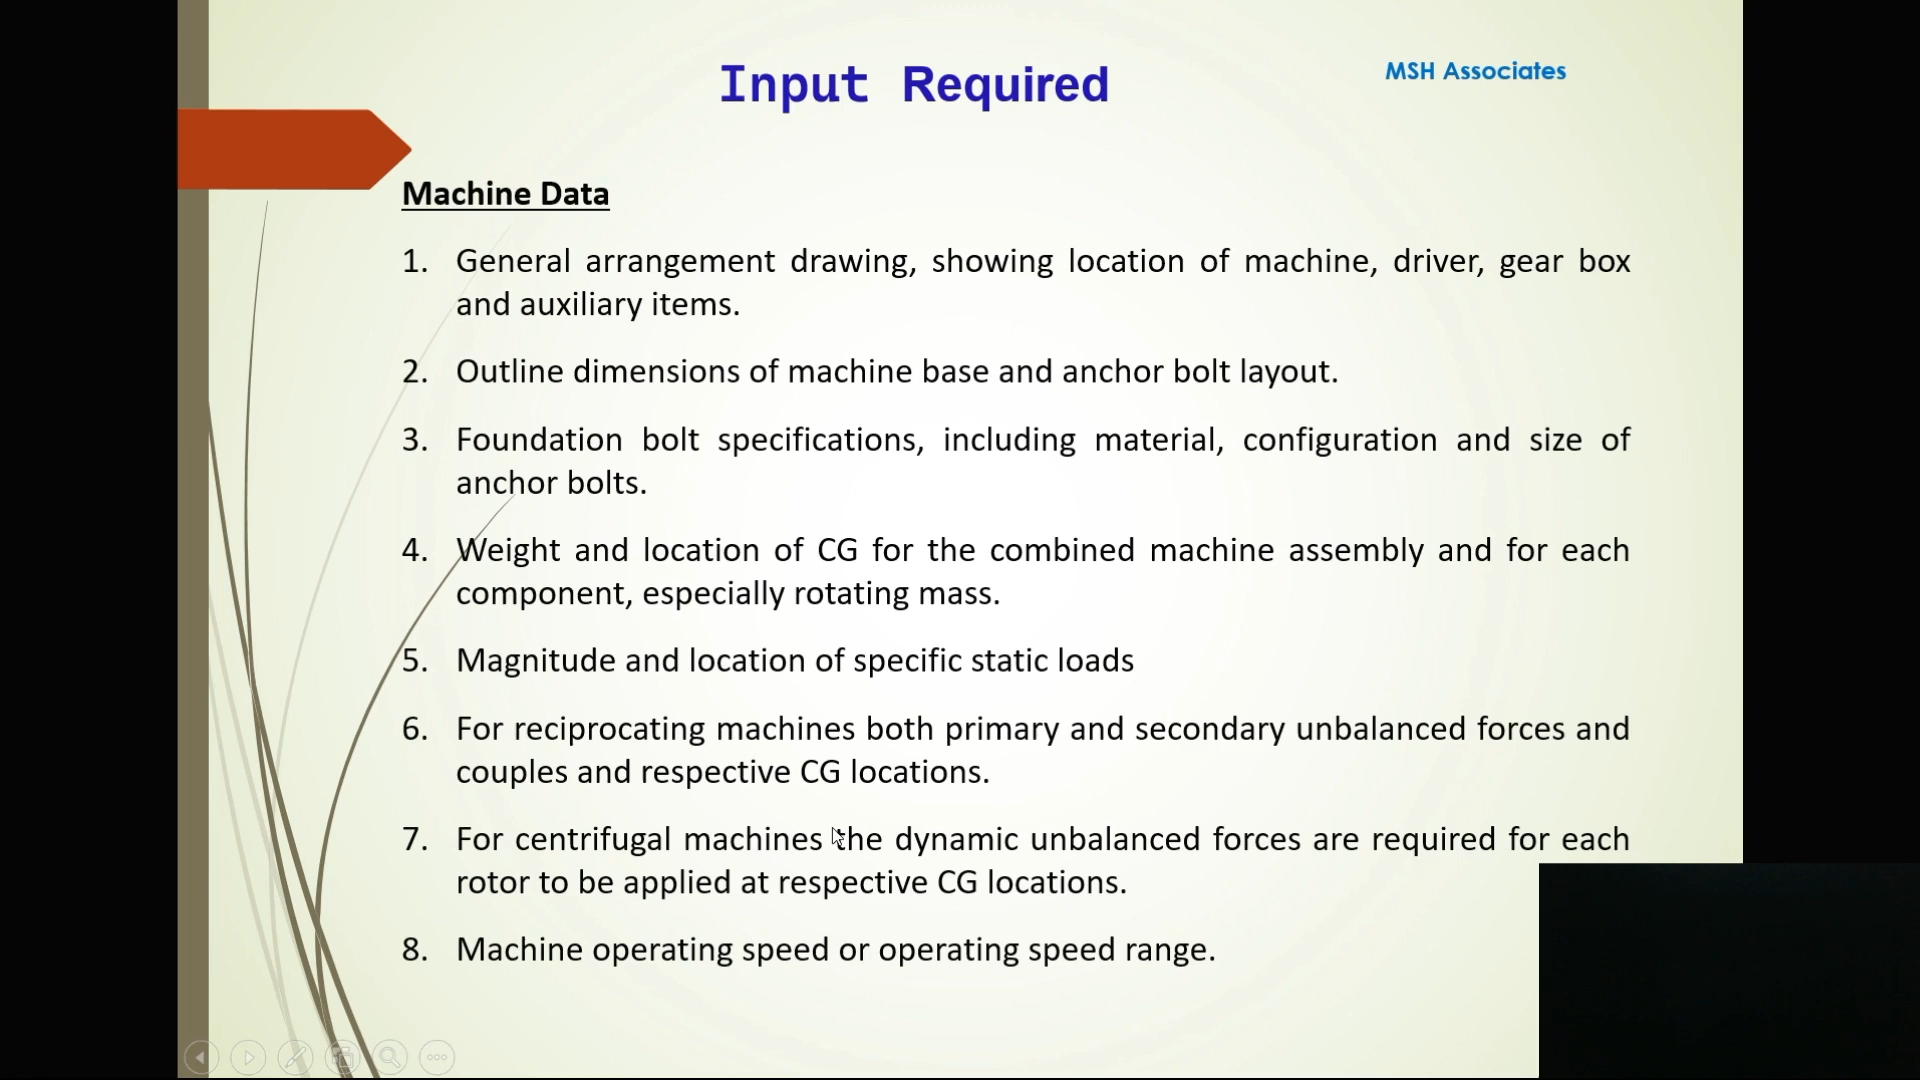 Input Required
MSH Associates
Machine Data
1. General arrangement drawing, showing location of machine, driver, gear box
and auxiliary items.
2. Outline dimensions of machine base and anchor bolt layout.
3. Foundation bolt specifications, including material, configuration and size of
anchor bolts.
4. Weight and location of CG for the combined machine assembly and for each
component, especially rotating mass.
5. Magnitude and location of specific static loads
6. For reciprocating machines both primary and secondary unbalanced forces and
couples and respective CG locations.
7. For centrifugal machines the dynamic unbalanced forces are required for each
rotor to be applied at respective CG locations.
8. Machine operating speed or operating speed range.